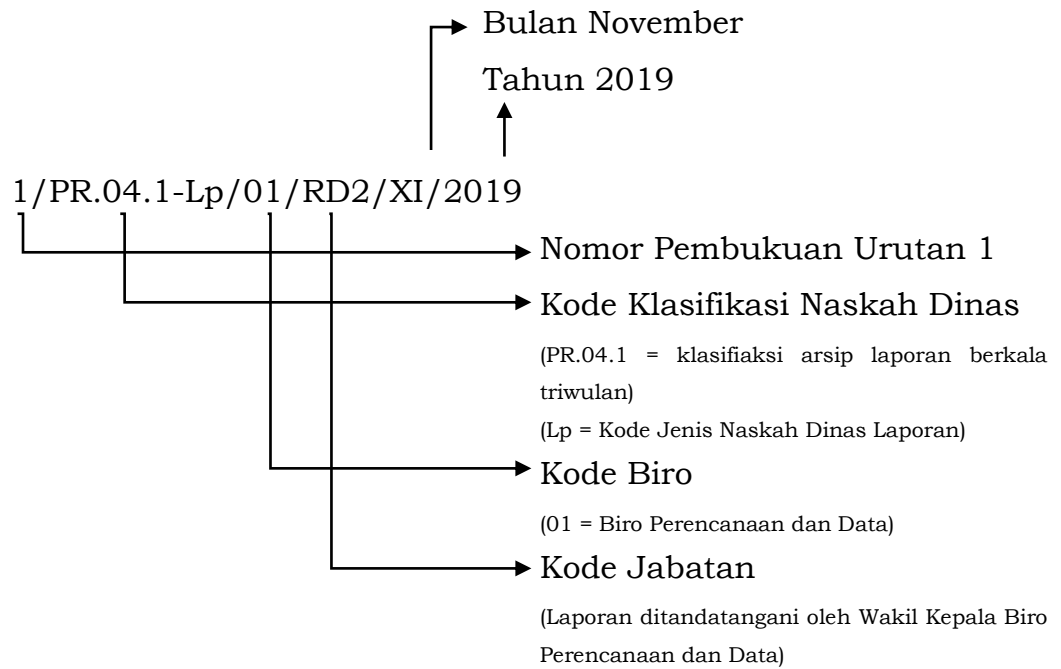 Bulan November
Tahun 2019
1/PR.04.1-Lp/01/RD2/XI/2019
Nomor Pembukuan Urutan 1
Kode Klasifikasi Naskah Dinas
(PR.04.1 = klasifiaksi arsip laporan berkala
triwulan)
(Lp = Kode Jenis Naskah Dinas Laporan)
Kode Biro
(01 = Biro Perencanaan dan Data)
Kode Jabatan
(Laporan ditandatangani oleh Wakil Kepala Biro
Perencanaan dan Data)